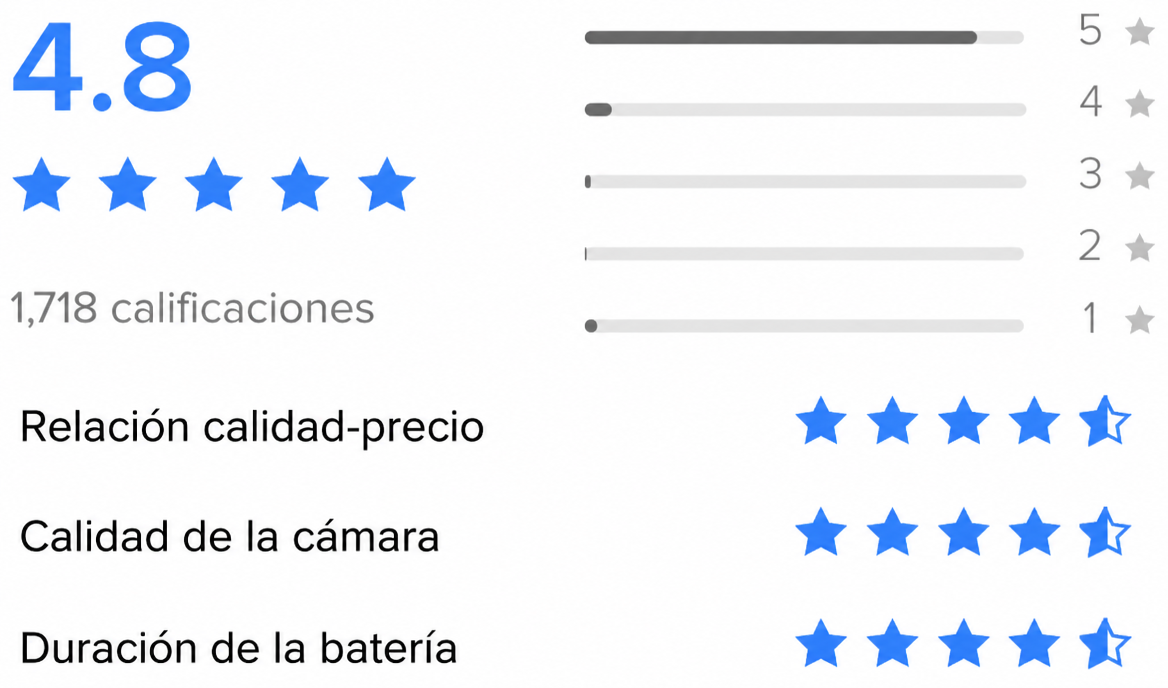 4.8
5
4
3
2
1
1,718 calificaciones
Relación calidad-precio
Calidad de la cámara
Duración de la batería